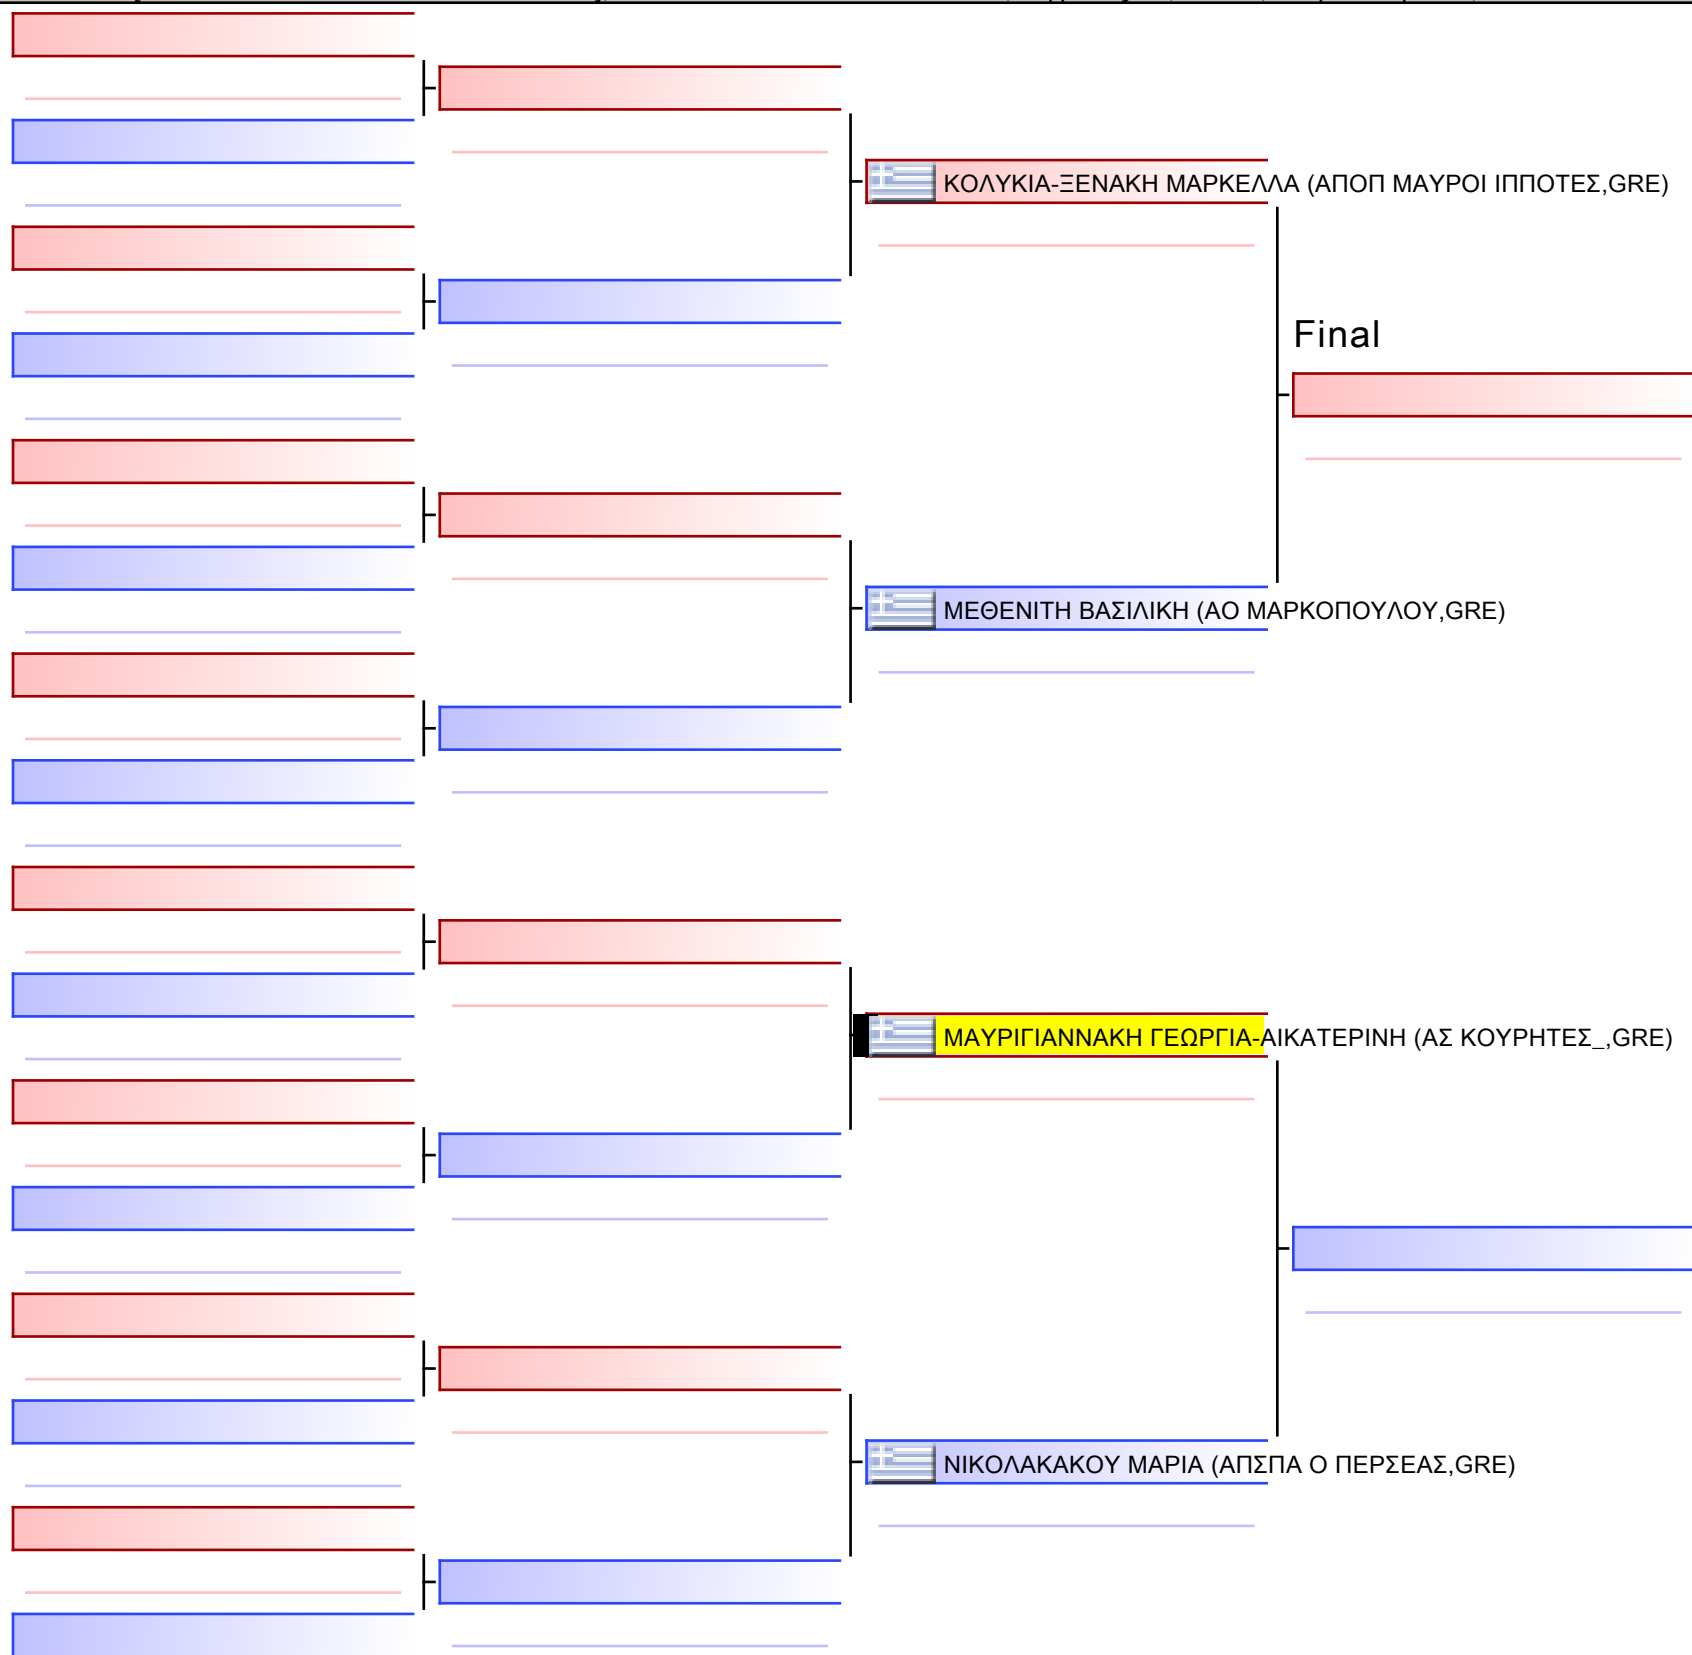 ΚΟΛΥΚΙΑ-ΞΕΝΑΚΗ ΜΑΡΚΕΛΛΑ (ΑΠΟΠ ΜΑΥΡΟΙ ΙΠΠΟΤΕΣ,GRE)
Final
ΜΕΘΕΝΙΤΗ ΒΑΣΙΛΙΚΗ (ΑΟ ΜΑΡΚΟΠΟΥΛΟΥ,GRE)
ΜΑΥΡΙΓΙΑΝΝΑΚΗ ΓΕΩΡΓΙΑ-ΑΙΚΑΤΕΡΙΝΗ (ΑΣ ΚΟΥΡΗΤΕΣ_,GRE)
ΝΙΚΟΛΑΚΑΚΟΥ ΜΑΡΙΑ (ΑΠΣΠΑ Ο ΠΕΡΣΕΑΣ,GRE)